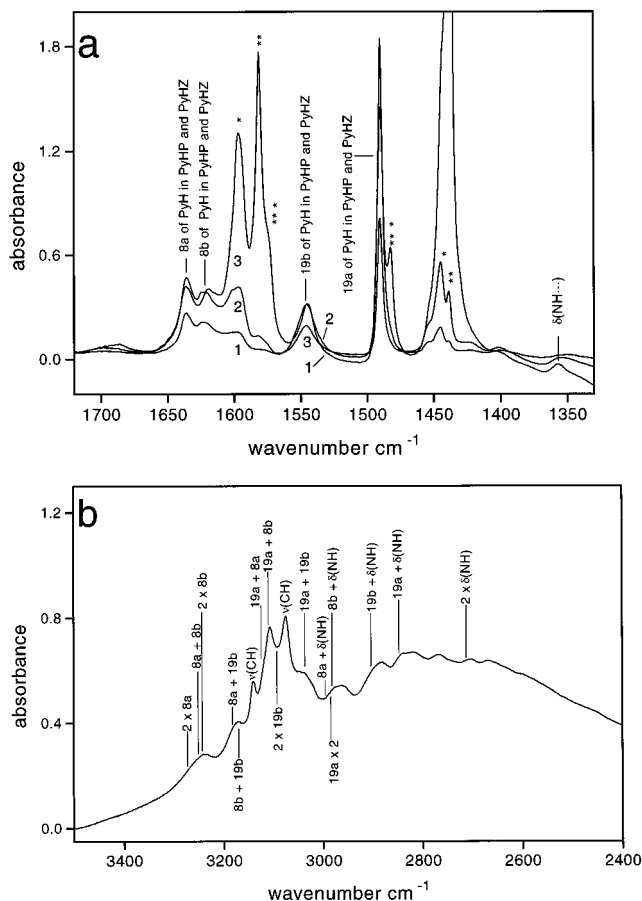 a
absorbance
1.8
1.2
0.6
0.0
8a of PyH in PyHP and PyHZ
8b of PyH in PyHP and PyHZ
*
**
** *
19b of PyH in PyHP and PyHZ
19a of PyH in PyHP and PyHZ
** *
*
**
δ(NH···)
3
2
1
2
3
1
1700
1650
1600
1550
1500
1450
1400
1350
wavenumber cm⁻¹
b
absorbance
1.2
0.8
0.4
0.0
2 x 8a
8a + 8b
2 x 8b
8a + 19b
8b + 19b
ν(CH)
19a + 8a
19a + 8b
2 x 19b
ν(CH)
19a + 19b
8a + δ(NH)
19a x 2
8b + δ(NH)
19b + δ(NH)
19a + δ(NH)
2 x δ(NH)
3400
3200
3000
2800
2600
2400
wavenumber cm⁻¹